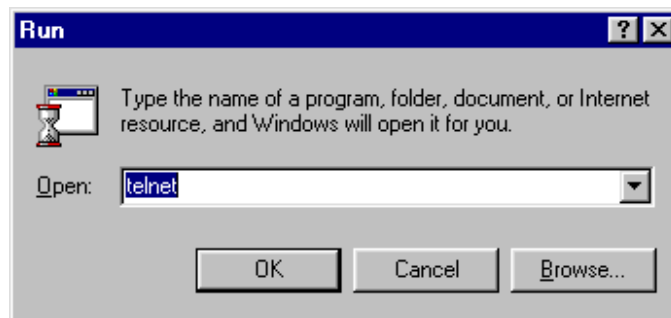 Run
Type the name of a program, folder, document, or Internet
resource, and Windows will open it for you.
Open: telnet
OK Cancel Browse...